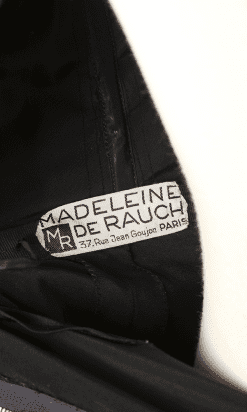 MADELEINE
DE RAUCH
MR
37, Rue Jean Goujon PARIS